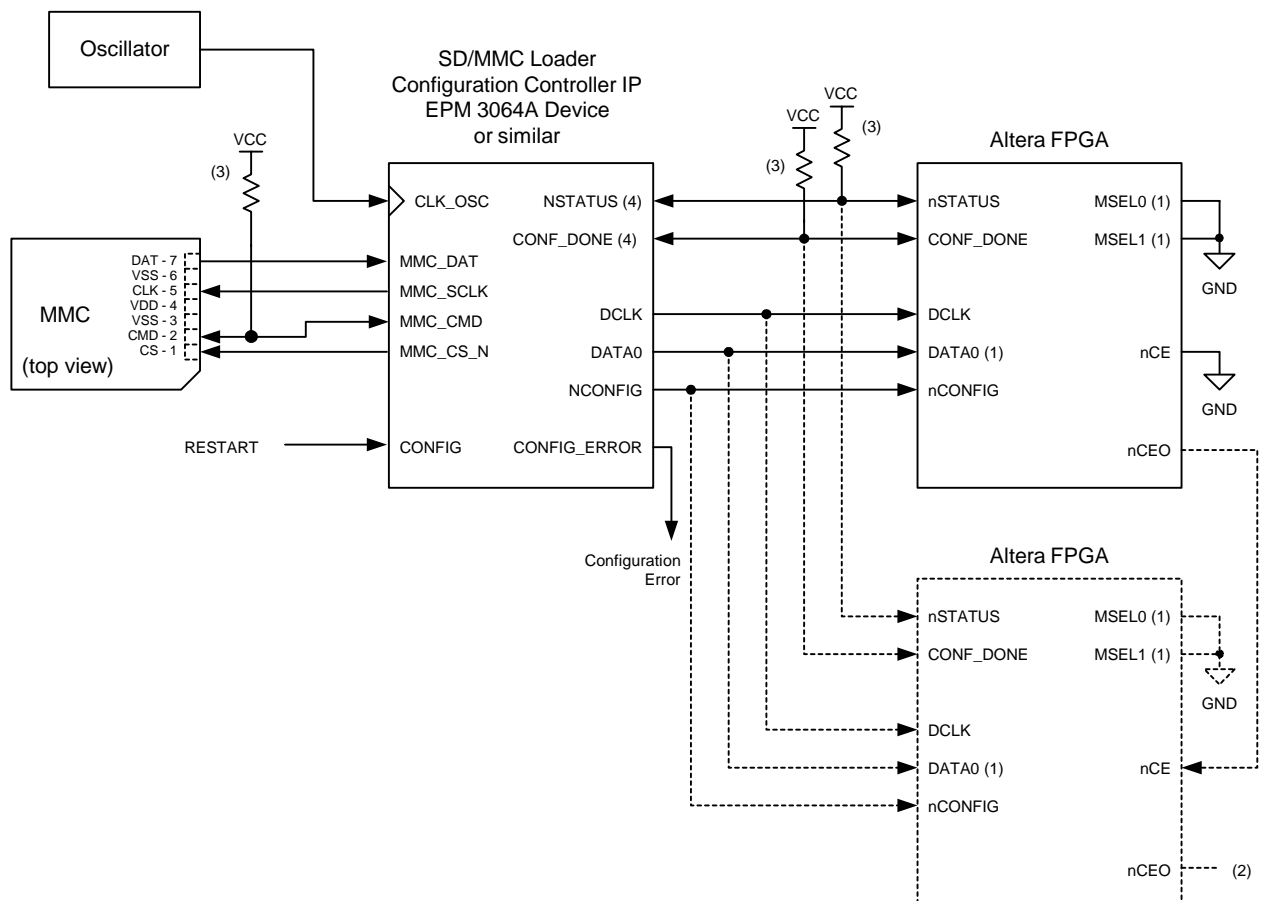 Oscillator
SD/MMC Loader
Configuration Controller IP
EPM 3064A Device
or similar
VCC
(3)
VCC
(3)
VCC
(3)
Altera FPGA
CLK_OSC
NSTATUS (4)
nSTATUS
MSEL0 (1)
CONF_DONE (4)
CONF_DONE
MSEL1 (1)
GND
MMC
(top view)
DAT - 7
VSS - 6
CLK - 5
VDD - 4
VSS - 3
CMD - 2
CS - 1
MMC_DAT
MMC_SCLK
MMC_CMD
MMC_CS_N
DCLK
DATA0
NCONFIG
DCLK
DATA0 (1)
nCONFIG
nCE
GND
RESTART
CONFIG
CONFIG_ERROR
nCEO
Configuration
Error
Altera FPGA
nSTATUS
MSEL0 (1)
CONF_DONE
MSEL1 (1)
GND
DCLK
DATA0 (1)
nCE
nCONFIG
nCEO
(2)